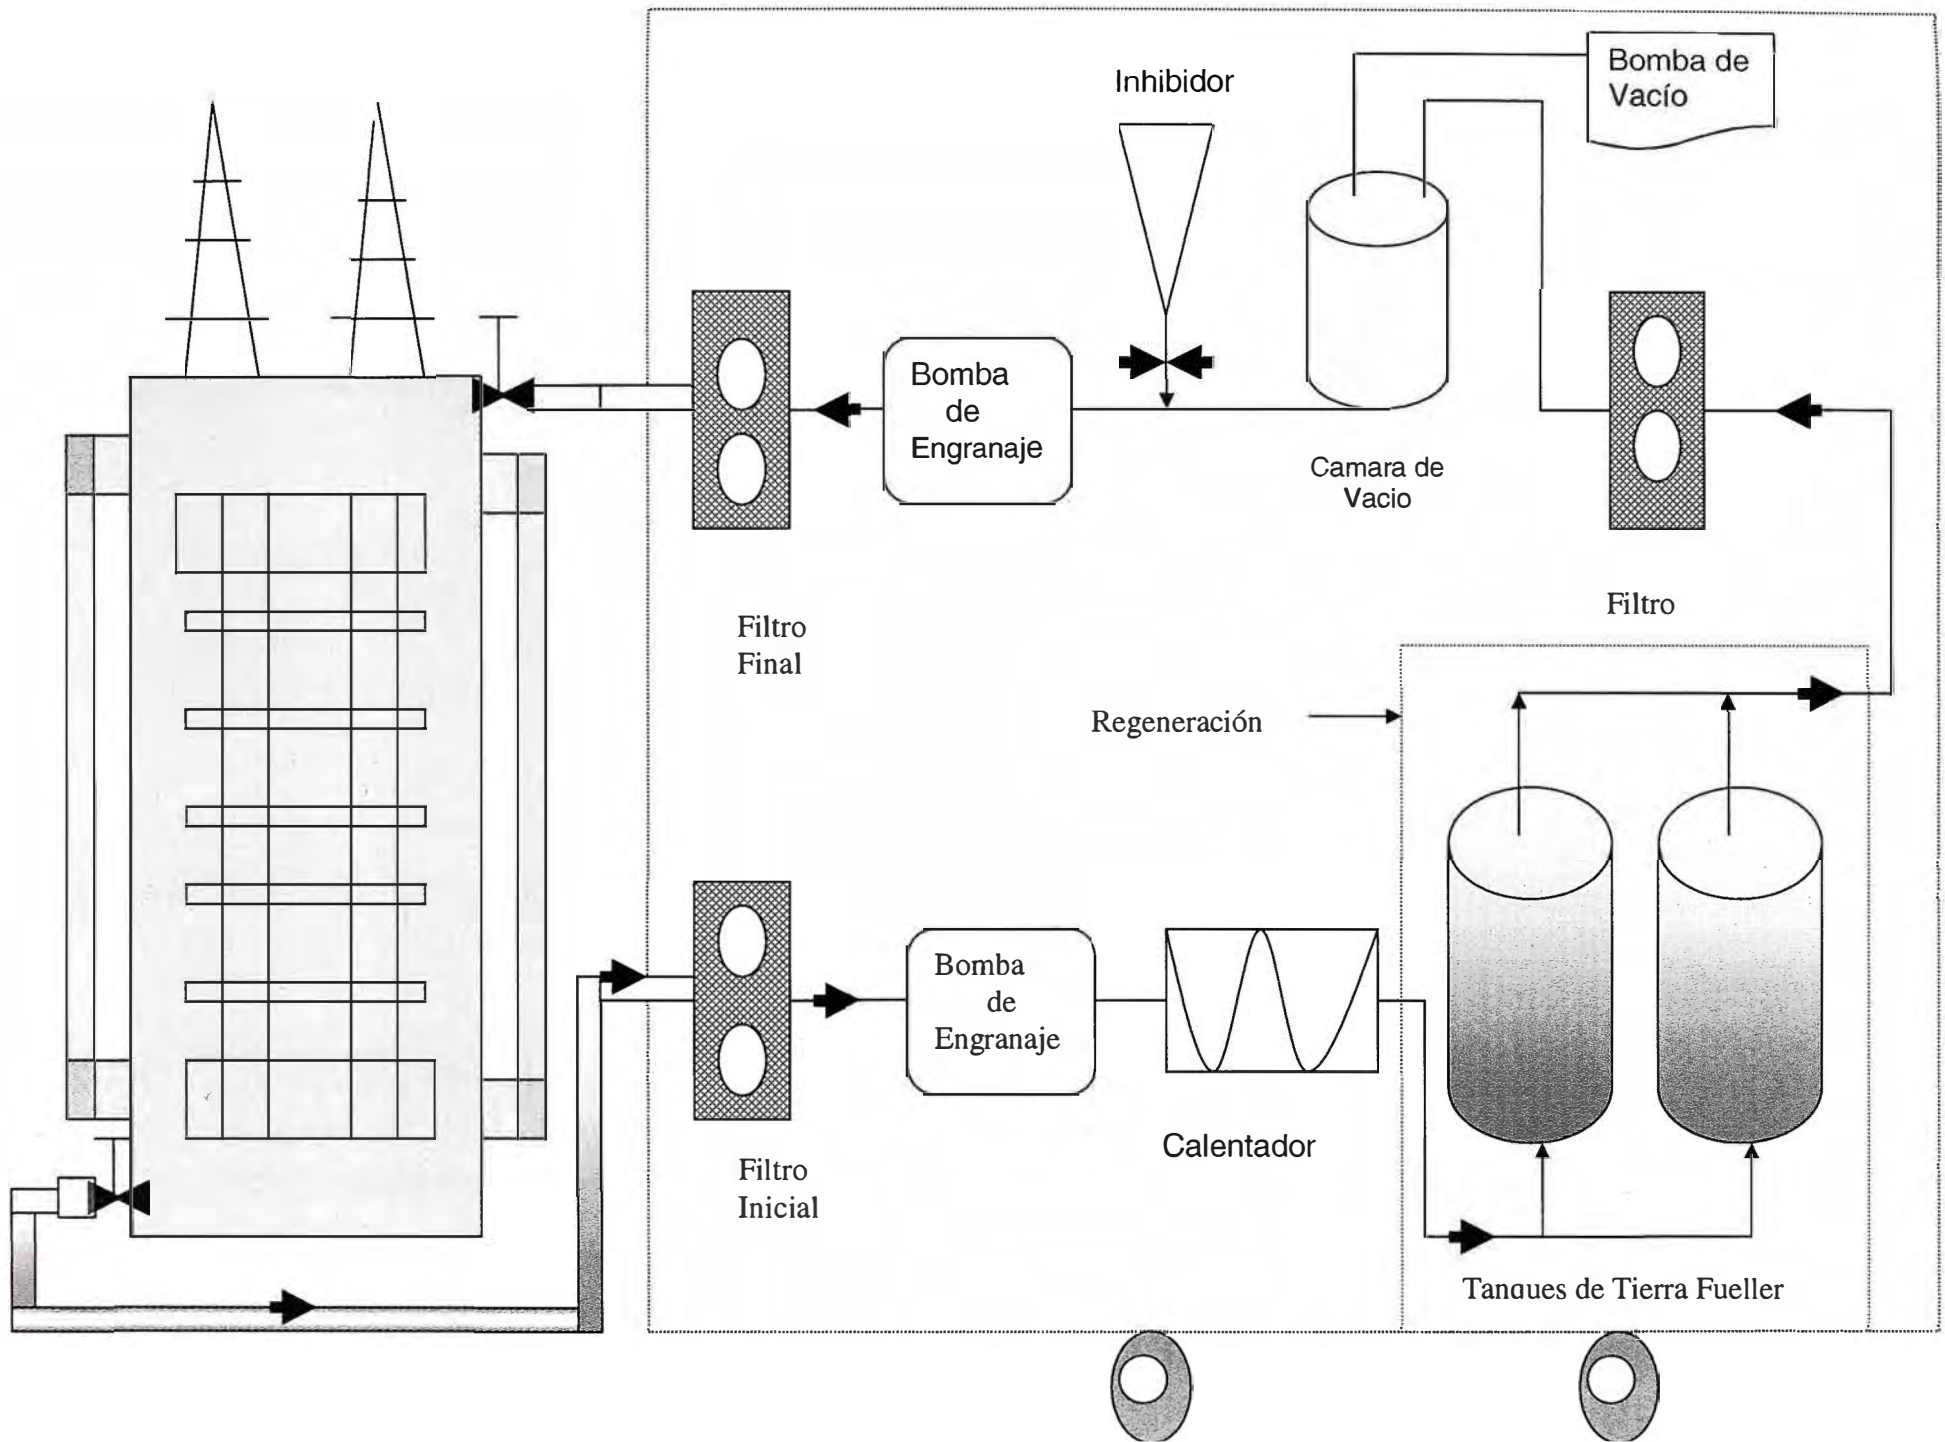 Bomba de
Vacío
Inhibidor
Bomba
de
Engranaje
Camara de
Vacio
Filtro
Filtro
Final
Regeneración
Bomba
de
Engranaje
Calentador
Filtro
Inicial
Tanques de Tierra Fueller